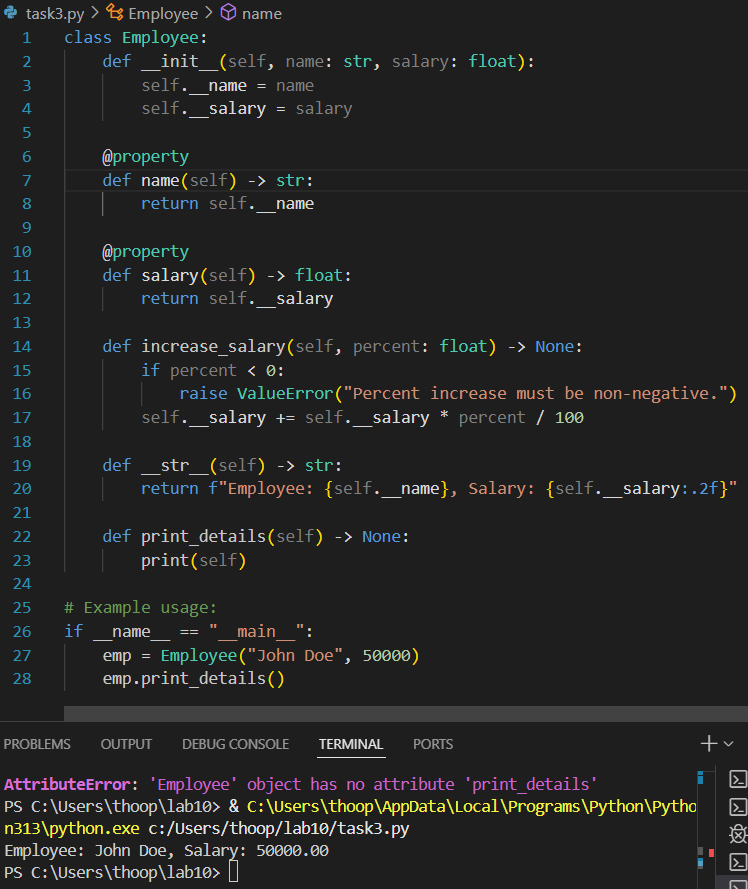 task3.py > Employee > name
1 class Employee:
2     def __init__(self, name: str, salary: float):
3         self.__name = name
4         self.__salary = salary
5
6     @property
7     def name(self) -> str:
8         return self.__name
9
10     @property
11     def salary(self) -> float:
12         return self.__salary
13
14     def increase_salary(self, percent: float) -> None:
15         if percent < 0:
16             raise ValueError("Percent increase must be non-negative.")
17         self.__salary += self.__salary * percent / 100
18
19     def __str__(self) -> str:
20         return f"Employee: {self.__name}, Salary: {self.__salary:.2f}"
21
22     def print_details(self) -> None:
23         print(self)
24
25 # Example usage:
26 if __name__ == "__main__":
27     emp = Employee("John Doe", 50000)
28     emp.print_details()
PROBLEMS OUTPUT DEBUG CONSOLE TERMINAL PORTS
AttributeError: 'Employee' object has no attribute 'print_details'
PS C:\Users\thoop\lab10> & C:\Users\thoop\AppData\Local\Programs\Python\Pytho
n313\python.exe c:/Users/thoop/lab10/task3.py
Employee: John Doe, Salary: 50000.00
PS C:\Users\thoop\lab10>